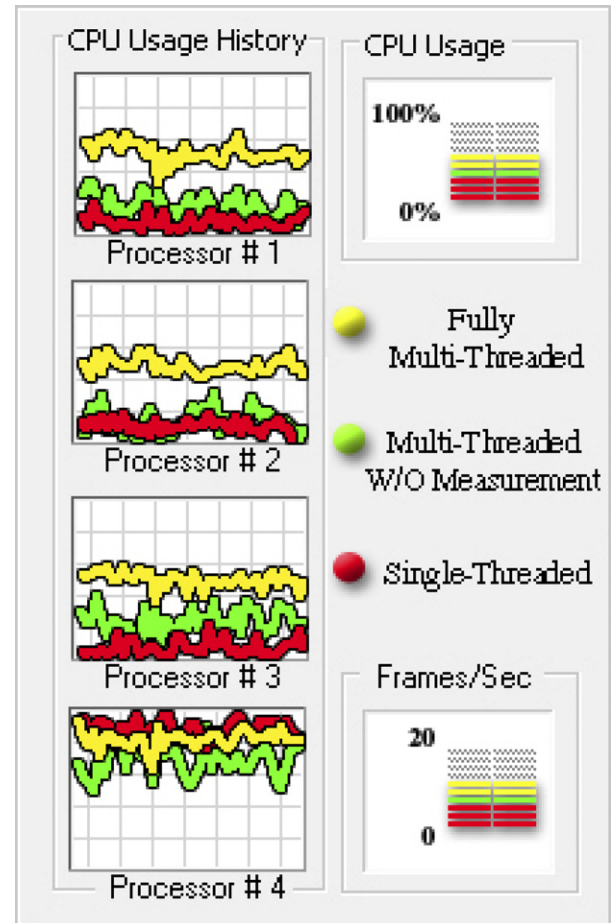 CPU Usage History
Processor # 1
Processor # 2
Processor # 3
Processor # 4
CPU Usage
100%
0%
Fully
Multi-Threaded
Multi-Threaded
W/O Measurement
Single-Threaded
Frames/Sec
20
0